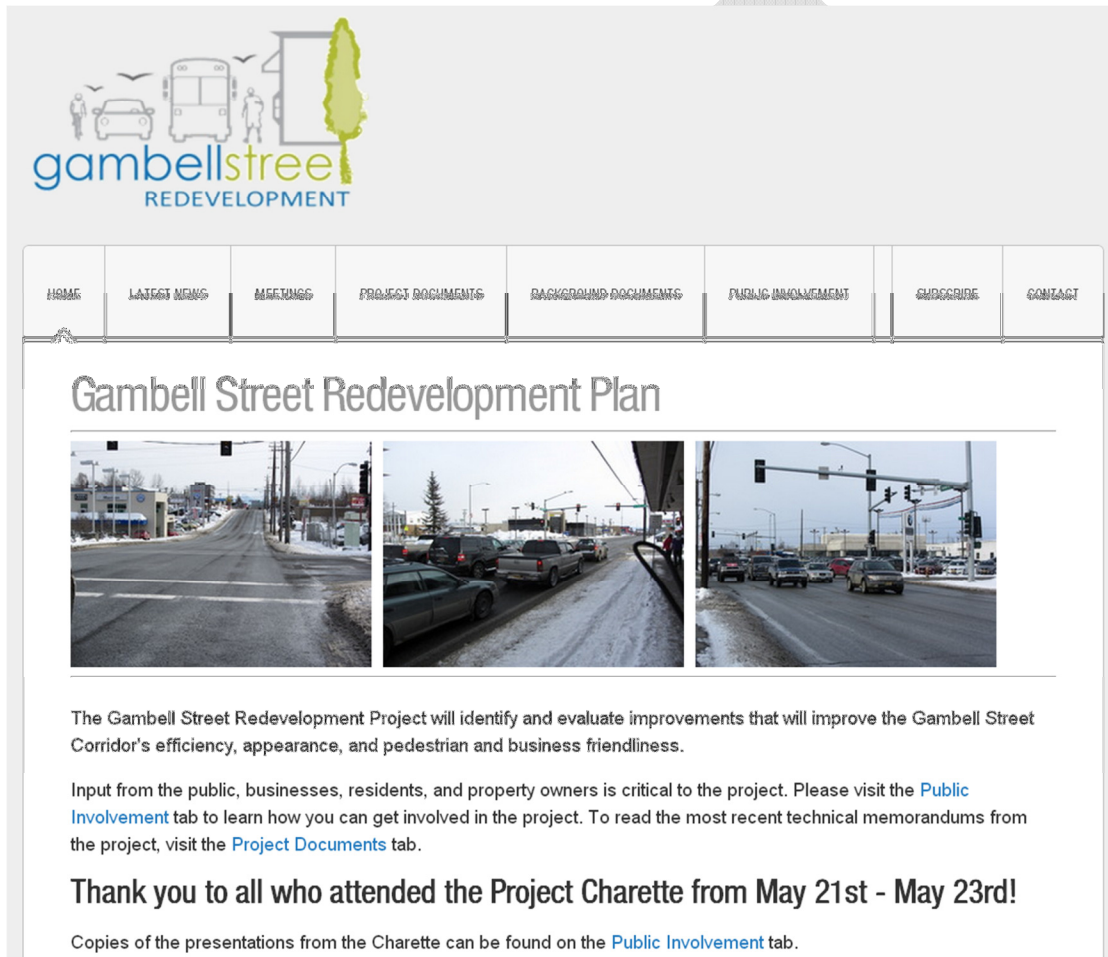 gambellstree
REDEVELOPMENT
HOME LATEST NEWS MEETINGS PROJECT DOCUMENTS BACKGROUND DOCUMENTS PUBLIC INVOLVEMENT SUBSCRIBE CONTACT
Gambell Street Redevelopment Plan
The Gambell Street Redevelopment Project will identify and evaluate improvements that will improve the Gambell Street
Corridor's efficiency, appearance, and pedestrian and business friendliness.
Input from the public, businesses, residents, and property owners is critical to the project. Please visit the Public
Involvement tab to learn how you can get involved in the project. To read the most recent technical memorandums from
the project, visit the Project Documents tab.
Thank you to all who attended the Project Charette from May 21st - May 23rd!
Copies of the presentations from the Charette can be found on the Public Involvement tab.